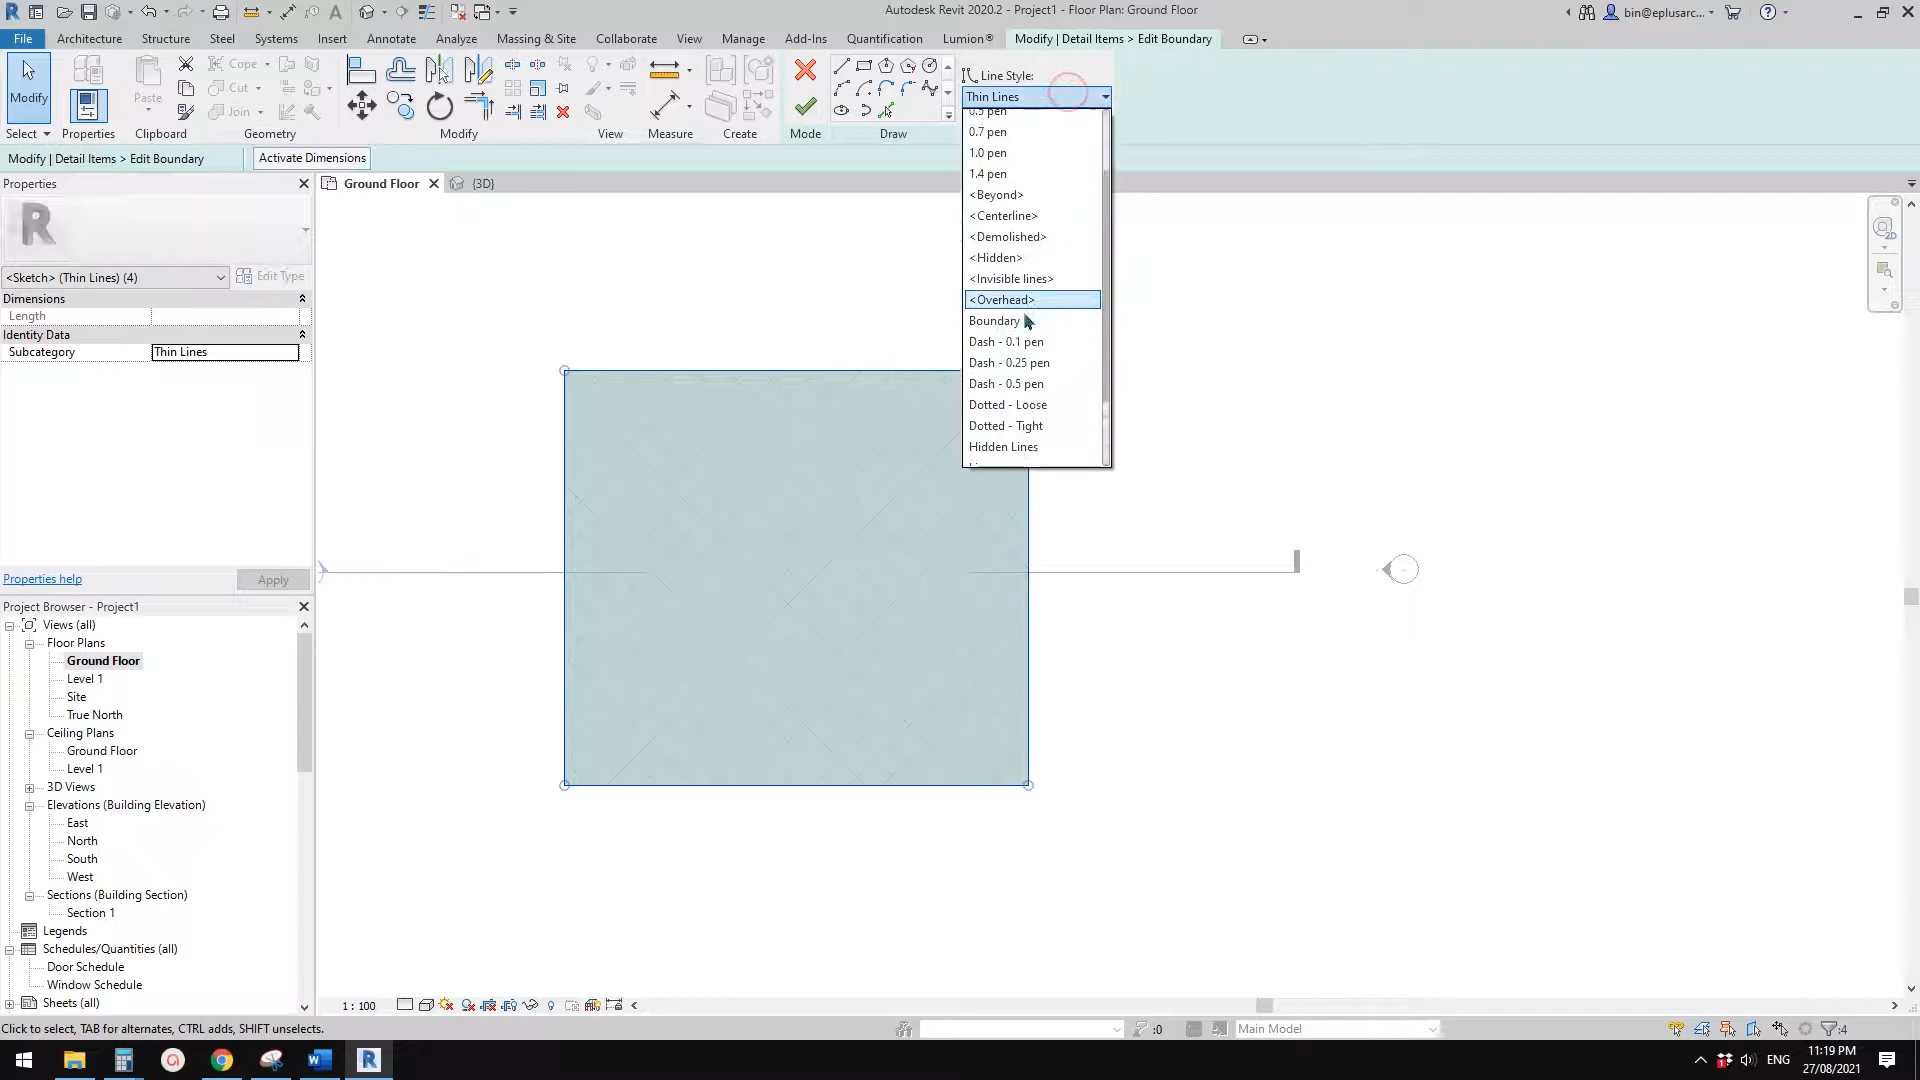 Autodesk Revit 2020.2 - Project1 - Floor Plan: Ground Floor
bin@eplusarc...
File Architecture Structure Steel Systems Insert Annotate Analyze Massing & Site Collaborate View Manage Add-Ins Quantification Lumion® Modify | Detail Items > Edit Boundary
Modify
Paste
Cope
Cut
Join
Line Style:
Thin Lines
Select Properties Clipboard Geometry Modify View Measure Create Mode Draw
Modify | Detail Items > Edit Boundary
Activate Dimensions
Properties
Ground Floor
{3D}
<Sketch> (Thin Lines) (4)
Edit Type
Dimensions
Length
Identity Data
Subcategory Thin Lines
0.5 pen
0.7 pen
1.0 pen
1.4 pen
<Beyond>
<Centerline>
<Demolished>
<Hidden>
<Invisible lines>
<Overhead>
Boundary
Dash - 0.1 pen
Dash - 0.25 pen
Dash - 0.5 pen
Dotted - Loose
Dotted - Tight
Hidden Lines
Properties help
Apply
Project Browser - Project1
Views (all)
Floor Plans
Ground Floor
Level 1
Site
True North
Ceiling Plans
Ground Floor
Level 1
3D Views
Elevations (Building Elevation)
East
North
South
West
Sections (Building Section)
Section 1
Legends
Schedules/Quantities (all)
Door Schedule
Window Schedule
Sheets (all)
1 : 100
Click to select, TAB for alternates, CTRL adds, SHIFT unselects.
:0
Main Model
:4
ENG
11:19 PM
27/08/2021